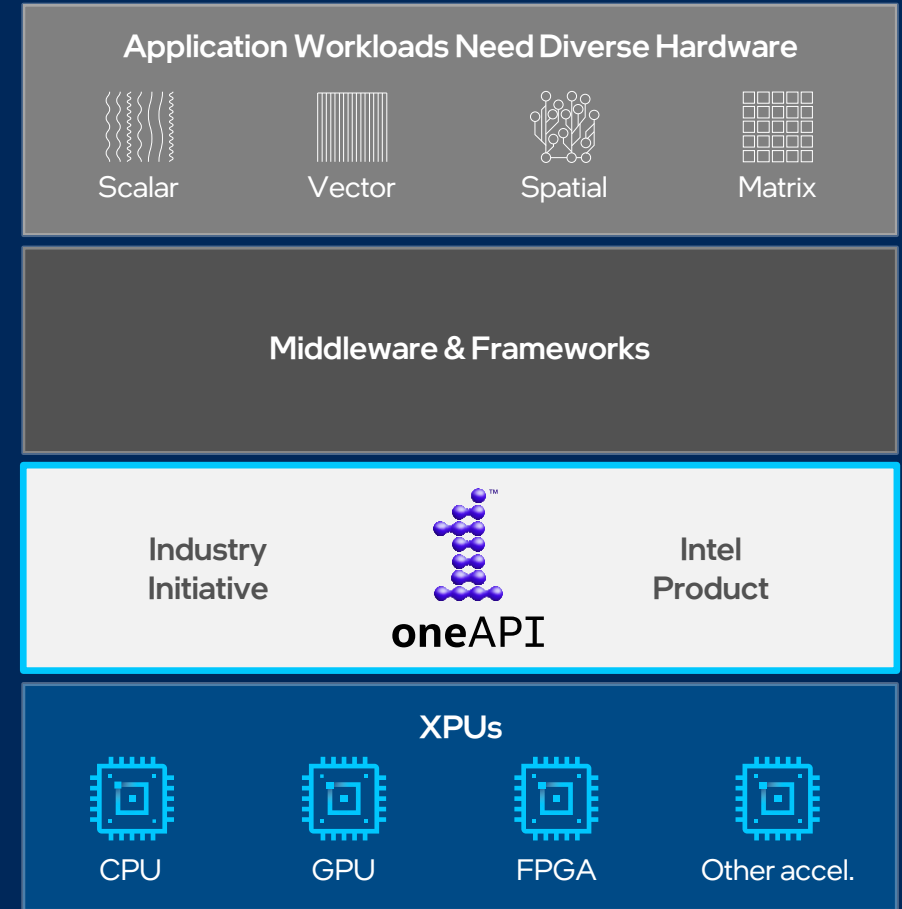 Application Workloads Need Diverse Hardware
Scalar
Vector
Spatial
Matrix
Middleware & Frameworks
Industry
Initiative
™
oneAPI
Intel
Product
XPUs
CPU
GPU
FPGA
Other accel.